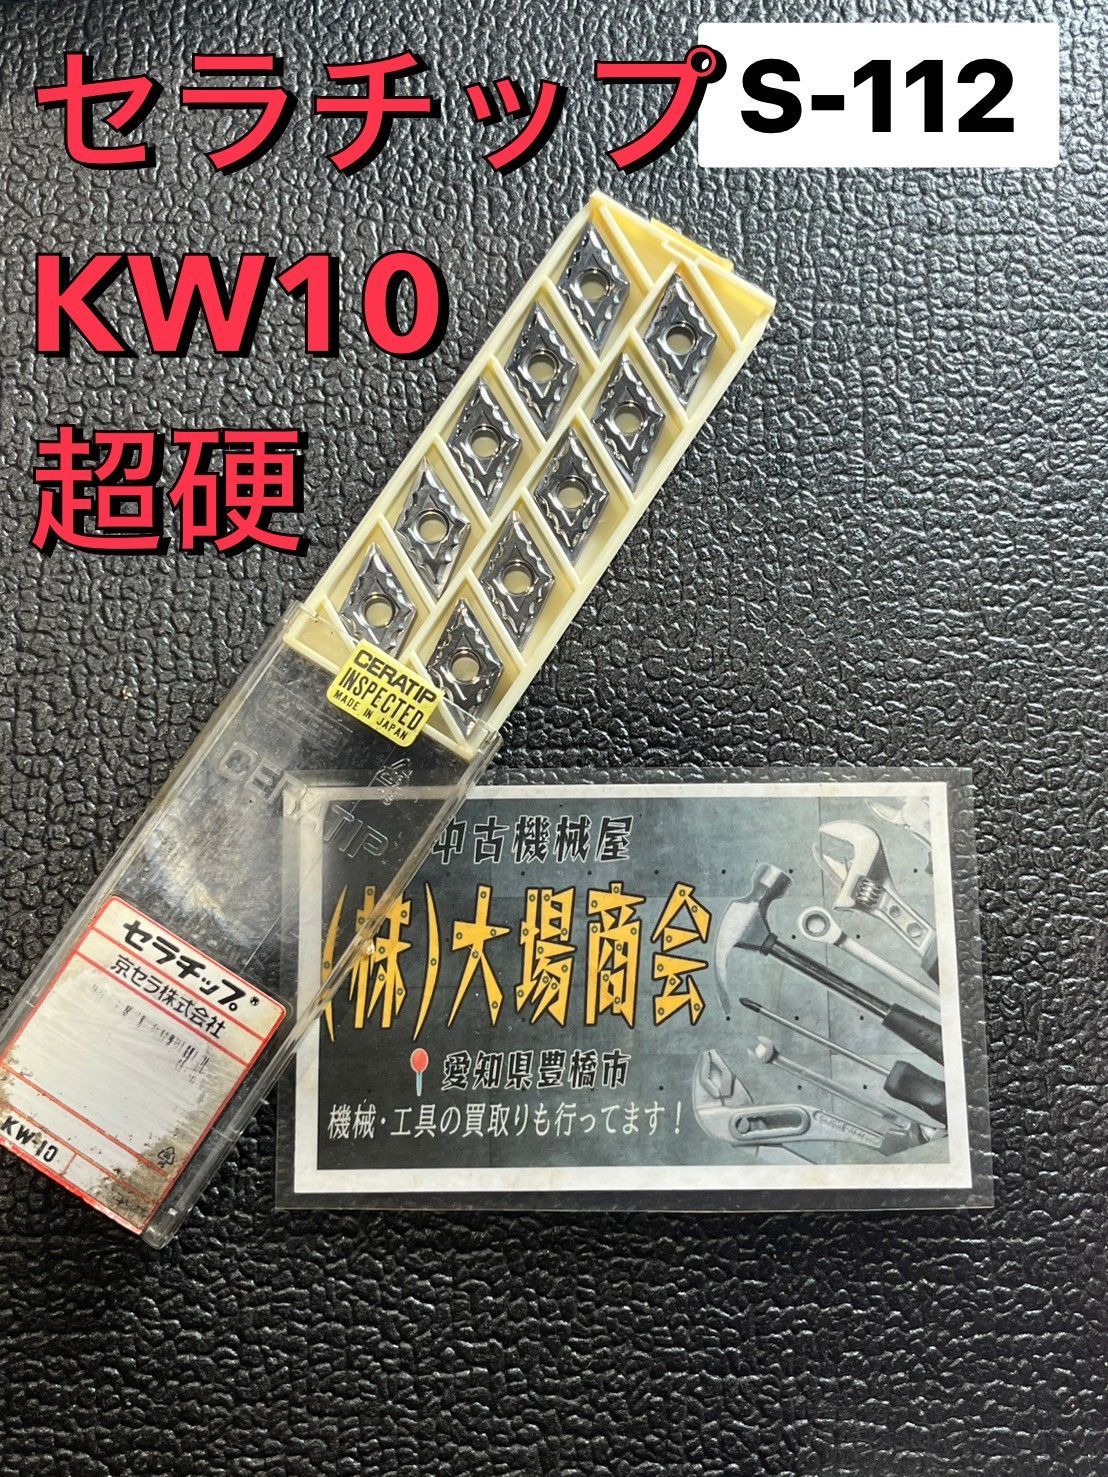 セラチップ
S-112
KW10
超硬
CERATIP
INSPECTED
MADE IN JAPAN
CERATIP
セラチップ®
京セラ株式会社
KW10
中古機械屋
(株)大場商会
愛知県豊橋市
機械・工具の買取りも行ってます!